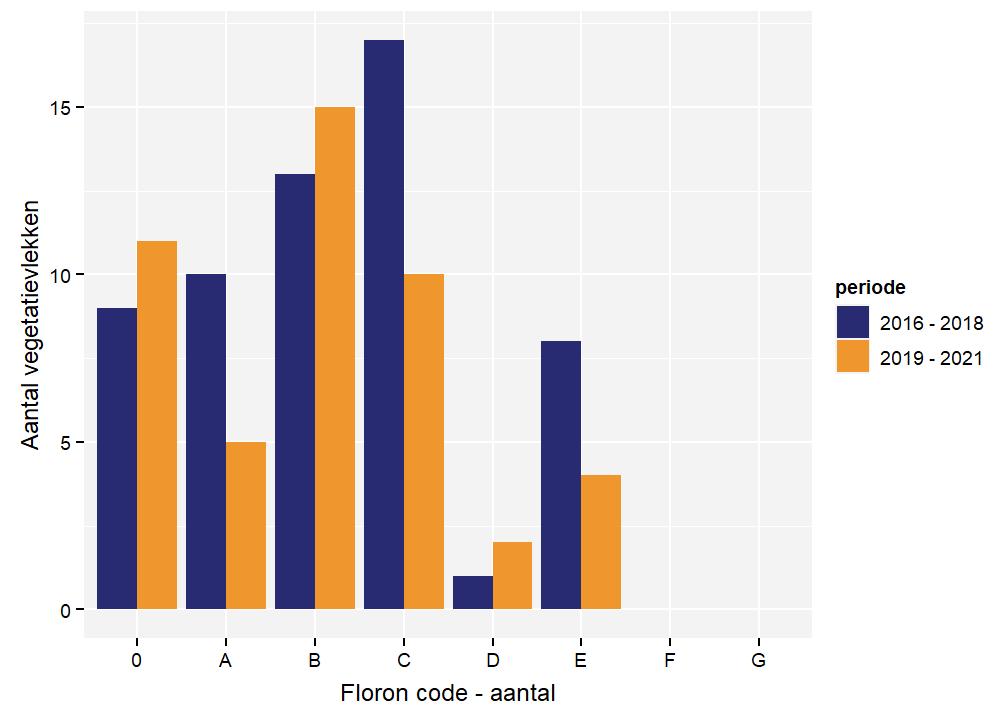 15
10
5
0
Aantal vegetatievlekken
0 A B C D E F G
Floron code - aantal
periode
2016 - 2018
2019 - 2021